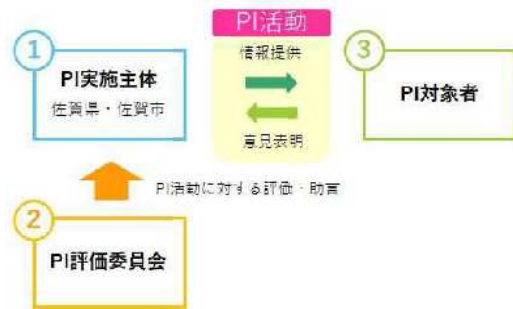 PI活動
1
PI実施主体
佐賀県・佐賀市
情報提供
意見表明
3
PI対象者
PI活動に対する評価・助言
2
PI評価委員会